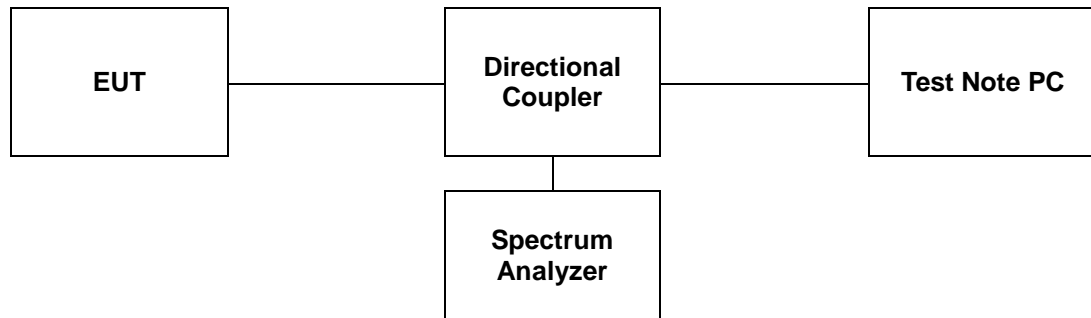 EUT
Directional
Coupler
Test Note PC
Spectrum
Analyzer